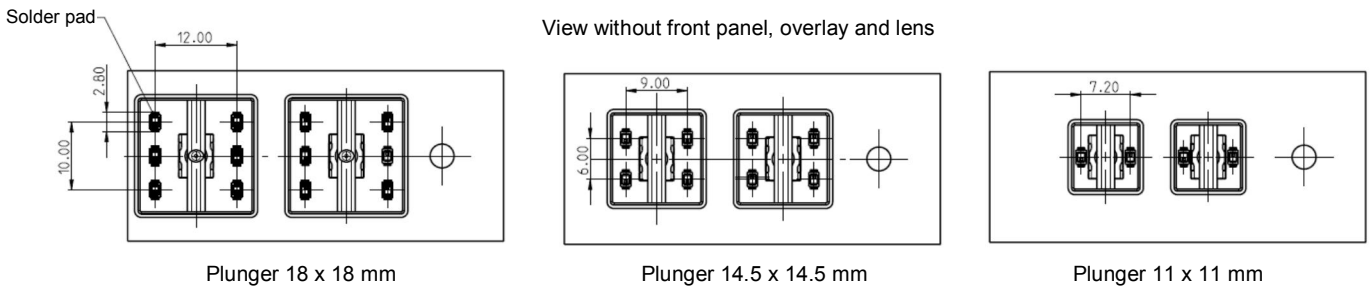 Solder pad
View without front panel, overlay and lens
12.00
2.80
10.00
9.00
6.00
7.20
Plunger 18 x 18 mm
Plunger 14.5 x 14.5 mm
Plunger 11 x 11 mm